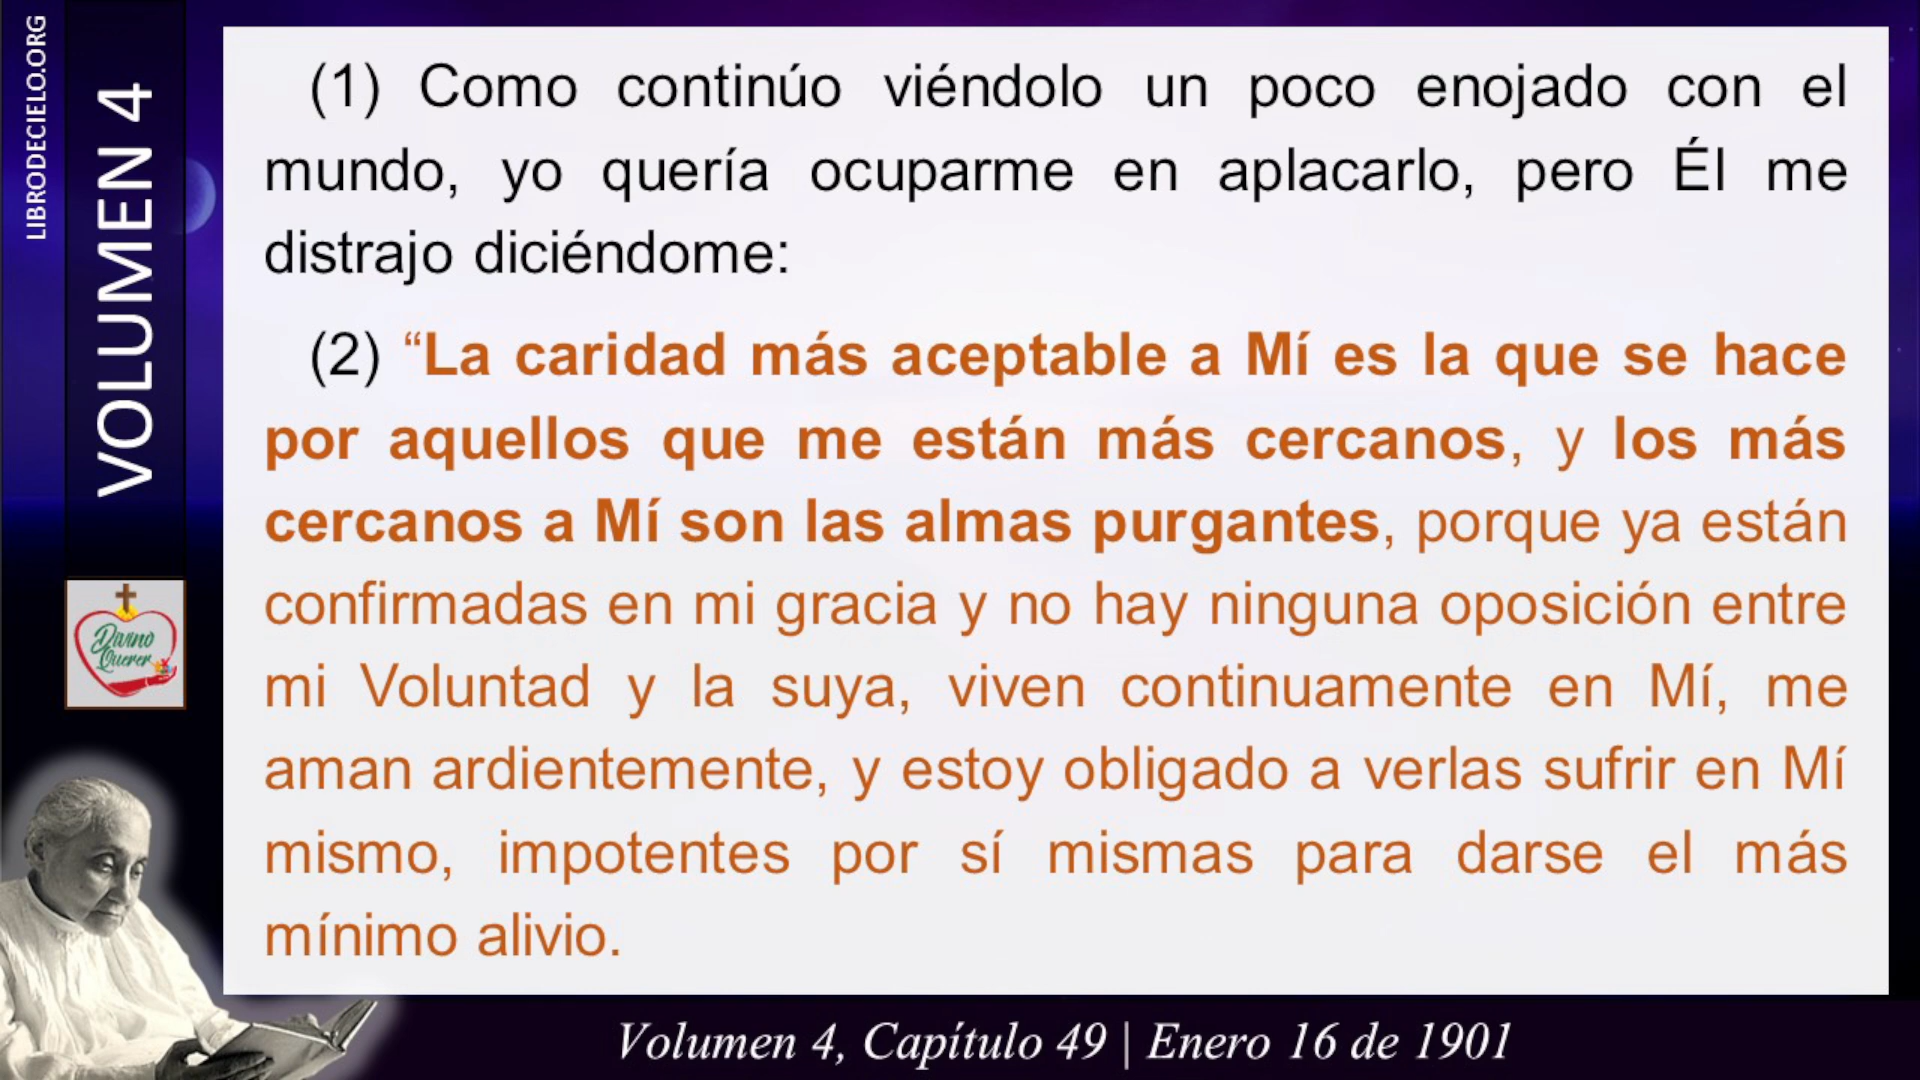 LIBRODECIELO.ORG
VOLUMEN 4
Divino
Querer
(1) Como continúo viéndolo un poco enojado con el
mundo, yo quería ocuparme en aplacarlo, pero Él me
distrajo diciéndome:
(2) “La caridad más aceptable a Mí es la que se hace
por aquellos que me están más cercanos, y los más
cercanos a Mí son las almas purgantes, porque ya están
confirmadas en mi gracia y no hay ninguna oposición entre
mi Voluntad y la suya, viven continuamente en Mí, me
aman ardientemente, y estoy obligado a verlas sufrir en Mí
mismo, impotentes por sí mismas para darse el más
mínimo alivio.
Volumen 4, Capítulo 49 | Enero 16 de 1901